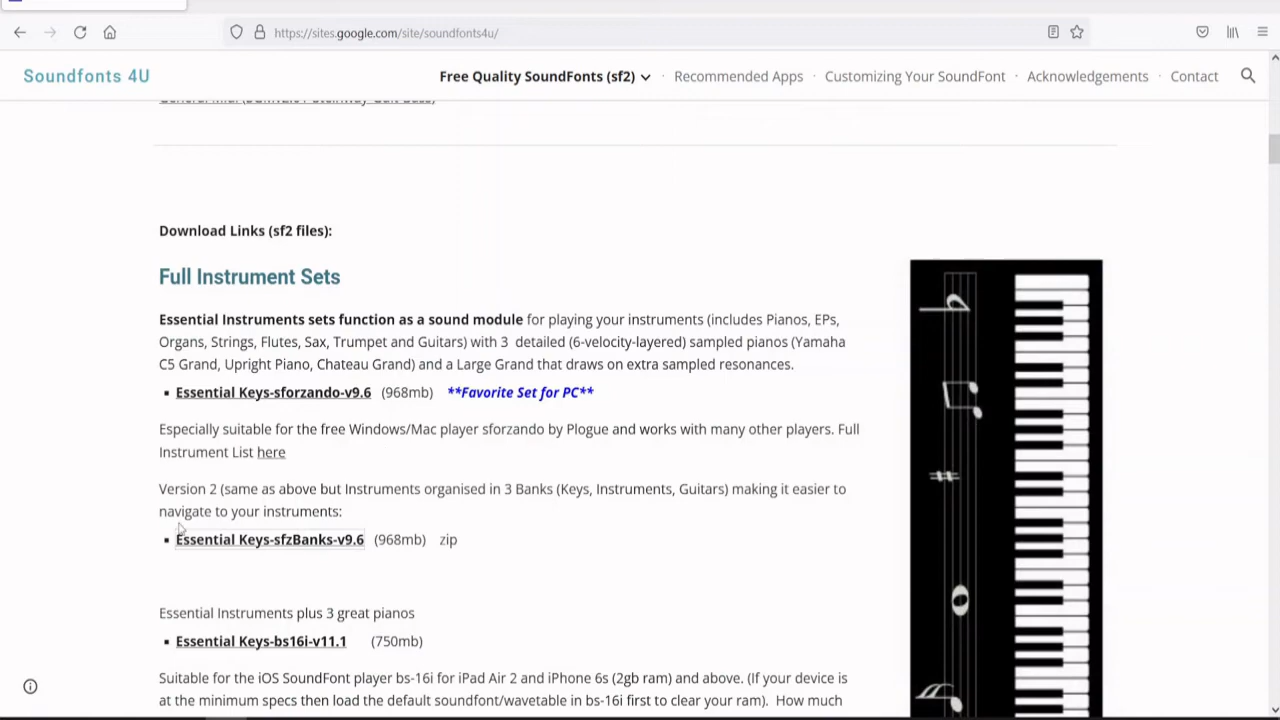 https://sites.google.com/site/soundfonts4u/
Soundfonts 4U
Free Quality SoundFonts (sf2) · Recommended Apps · Customizing Your SoundFont · Acknowledgements · Contact
Download Links (sf2 files):
Full Instrument Sets
Essential Instruments sets function as a sound module for playing your instruments (includes Pianos, EPs,
Organs, Strings, Flutes, Sax, Trumpet and Guitars) with 3 detailed (6-velocity-layered) sampled pianos (Yamaha
C5 Grand, Upright Piano, Chateau Grand) and a Large Grand that draws on extra sampled resonances.
▪ Essential Keys-sforzando-v9.6 (968mb) **Favorite Set for PC**
Especially suitable for the free Windows/Mac player sforzando by Plogue and works with many other players. Full
Instrument List here
Version 2 (same as above but Instruments organised in 3 Banks (Keys, Instruments, Guitars) making it easier to
navigate to your instruments:
▪ Essential Keys-sfzBanks-v9.6 (968mb) zip
Essential Instruments plus 3 great pianos
▪ Essential Keys-bs16i-v11.1 (750mb)
Suitable for the iOS SoundFont player bs-16i for iPad Air 2 and iPhone 6s (2gb ram) and above. (If your device is
at the minimum specs then load the default soundfont/wavetable in bs-16i first to clear your ram). How much